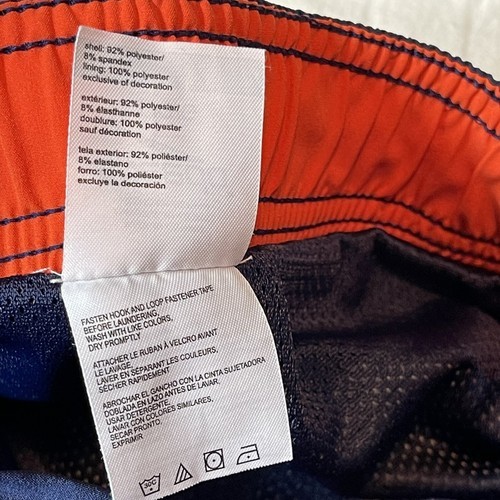 shell: 92% polyester/
8% spandex
lining: 100% polyester
exclusive of decoration
extérieur: 92% polyester/
8% élasthanne
doublure: 100% polyester
sauf décoration
tela exterior: 92% poliéster/
8% elastano
forro: 100% poliéster
excluye la decoración
FASTEN HOOK AND LOOP FASTENER TAPE
BEFORE LAUNDERING.
WASH WITH LIKE COLORS,
DRY PROMPTLY
ATTACHER LE RUBAN À VELCRO AVANT
LE LAVAGE.
LAVER EN SÉPARANT LES COULEURS,
SÉCHER RAPIDEMENT
ABROCHAR EL GANCHO CON LA CINTA SUJETADORA
DOBLADA EN LAZO ANTES DE LAVAR.
USAR DETERGENTE.
LAVAR CON COLORES SIMILARES,
SECAR PRONTO.
EXPRIMIR
30C